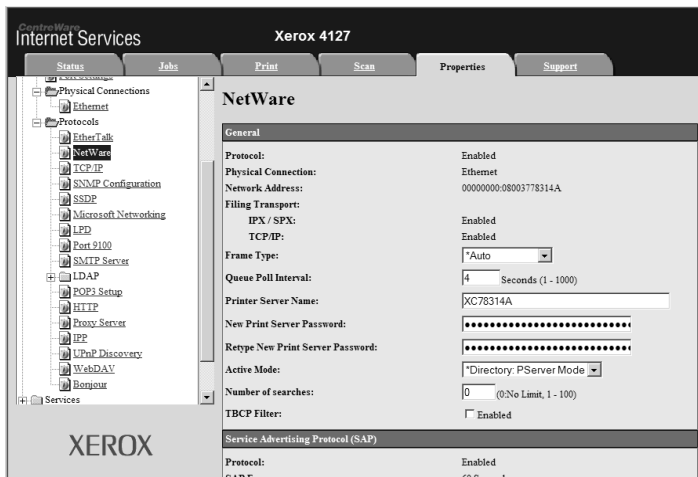 CentreWare
Internet Services
Xerox 4127
Status Jobs Print Scan Properties Support
Port Settings
Physical Connections
Ethernet
Protocols
EtherTalk
NetWare
TCP/IP
SNMP Configuration
SSDP
Microsoft Networking
LPD
Port 9100
SMTP Server
LDAP
POP3 Setup
HTTP
Proxy Server
IPP
UPnP Discovery
WebDAV
Bonjour
Services
XEROX
NetWare
General
Protocol: Enabled
Physical Connection: Ethernet
Network Address: 00000000:08003778314A
Filing Transport:
IPX / SPX: Enabled
TCP/IP: Enabled
Frame Type: *Auto
Queue Poll Interval: 4 Seconds (1 - 1000)
Printer Server Name: XC78314A
New Print Server Password: ●●●●●●●●●●●●●●●●●●●●●●●●●●
Retype New Print Server Password: ●●●●●●●●●●●●●●●●●●●●●●●●●●
Active Mode: *Directory: PServer Mode
Number of searches: 0 (0:No Limit, 1 - 100)
TBCP Filter: Enabled
Service Advertising Protocol (SAP)
Protocol: Enabled